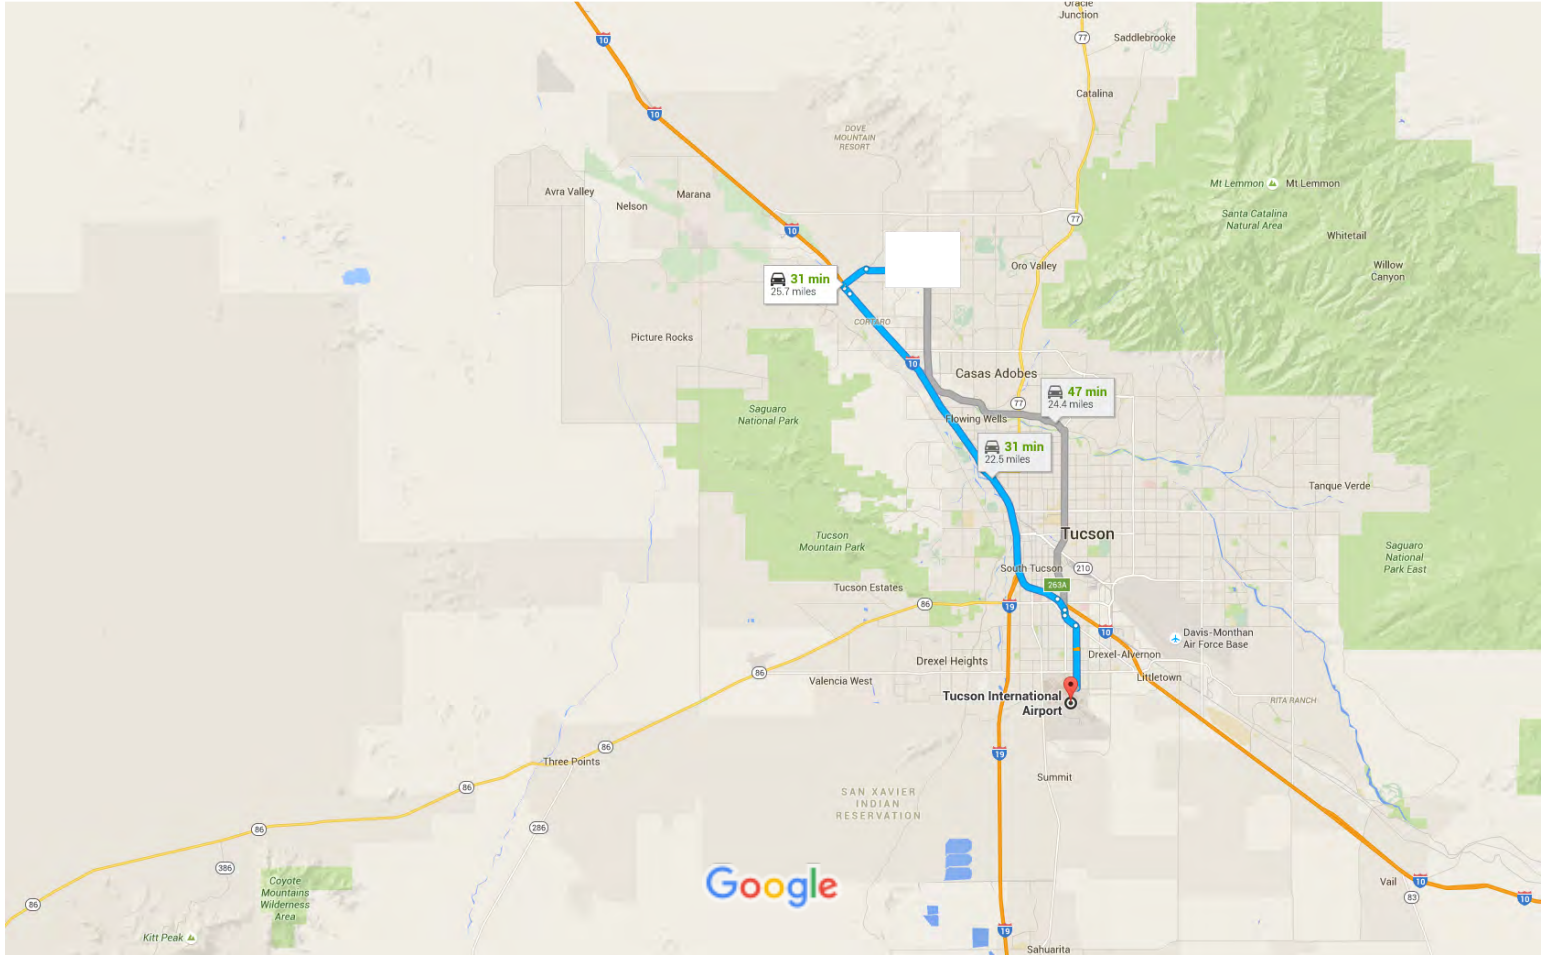 Oracle
Junction
77
Saddlebrooke
10
Catalina
10
DOVE
MOUNTAIN
RESORT
Mt Lemmon
Mt Lemmon
Avra Valley
Marana
Nelson
Santa Catalina
Natural Area
77
10
Whitetail
Oro Valley
Willow
Canyon
31 min
25.7 miles
CORTARO
Picture Rocks
10
Casas Adobes
47 min
24.4 miles
77
Saguaro
National Park
Flowing Wells
31 min
22.5 miles
Tanque Verde
Tucson
Mountain Park
Tucson
Saguaro
National
Park East
South Tucson
210
263A
Tucson Estates
86
19
10
Davis-Monthan
Air Force Base
Drexel Heights
Drexel-Alvernon
86
Valencia West
Littletown
Tucson International
Airport
RITA RANCH
86
19
Three Points
Summit
86
SAN XAVIER
INDIAN
RESERVATION
86
286
386
Google
Coyote
Mountains
Wilderness
Area
Vail
10
83
10
86
Kitt Peak
19
Sahuarita